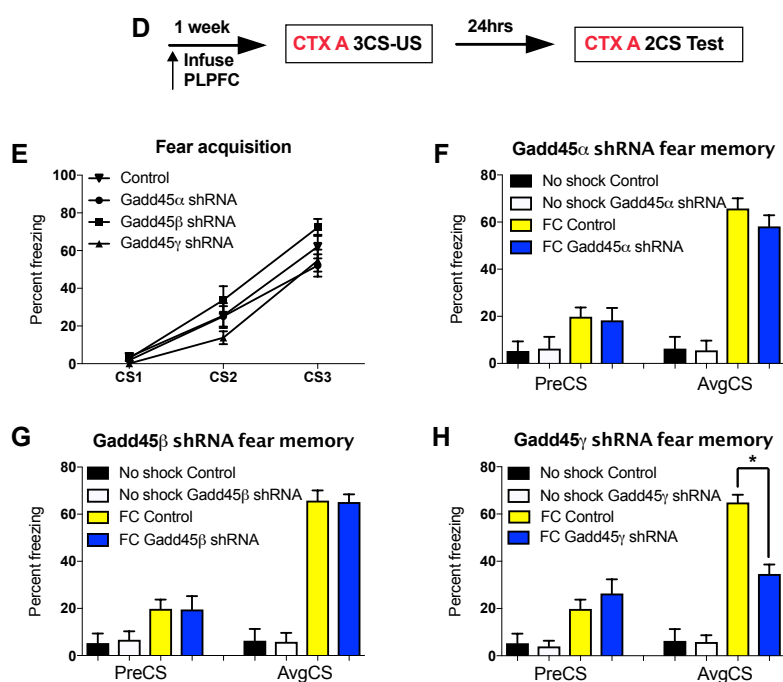 D
1 week
Infuse
PLPFC
CTX A 3CS-US
24hrs
CTX A 2CS Test
E
Fear acquisition
Percent freezing
100
80
60
40
20
0
Control
Gadd45α shRNA
Gadd45β shRNA
Gadd45γ shRNA
CS1 CS2 CS3
F
Gadd45α shRNA fear memory
Percent freezing
80
60
40
20
0
No shock Control
No shock Gadd45α shRNA
FC Control
FC Gadd45α shRNA
PreCS AvgCS
G
Gadd45β shRNA fear memory
Percent freezing
80
60
40
20
0
No shock Control
No shock Gadd45β shRNA
FC Control
FC Gadd45β shRNA
PreCS AvgCS
H
Gadd45γ shRNA fear memory
Percent freezing
80
60
40
20
0
No shock Control
No shock Gadd45γ shRNA
FC Control
FC Gadd45γ shRNA
*
PreCS AvgCS